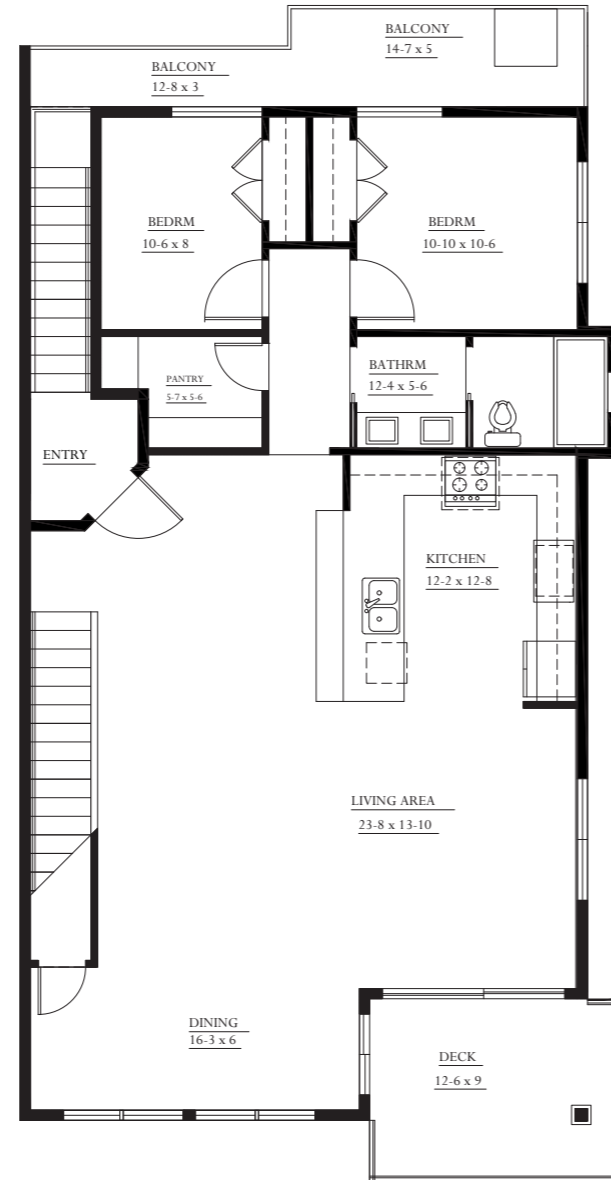 BALCONY
14-7 x 5
BALCONY
12-8 x 3
BEDRM
10-6 x 8
BEDRM
10-10 x 10-6
PANTRY
5-7 x 5-6
BATHRM
12-4 x 5-6
ENTRY
KITCHEN
12-2 x 12-8
LIVING AREA
23-8 x 13-10
DINING
16-3 x 6
DECK
12-6 x 9